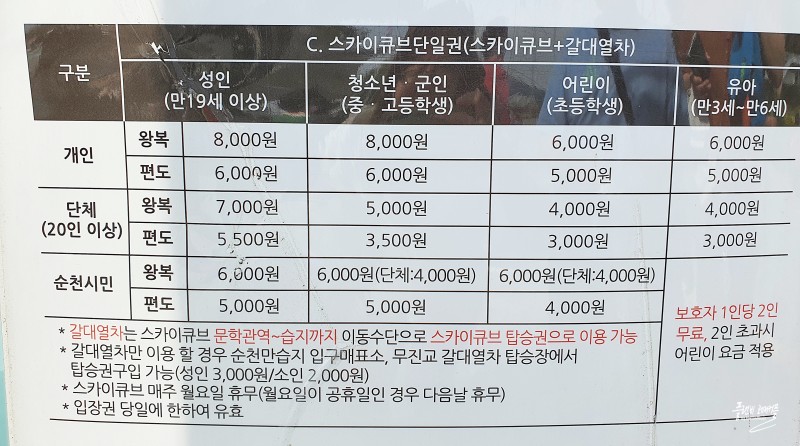 C. 스카이큐브단일권(스카이큐브+갈대열차)
구분 성인 청소년 · 군인 어린이 유아
(만19세 이상) (중 · 고등학생) (초등학생) (만3세~만6세)
개인 왕복 8,000원 8,000원 6,000원 6,000원
편도 6,000원 6,000원 5,000원 5,000원
단체 (20인 이상) 왕복 7,000원 5,000원 4,000원 4,000원
편도 5,500원 3,500원 3,000원 3,000원
순천시민 왕복 6,000원 6,000원(단체:4,000원) 6,000원(단체:4,000원)
편도 5,000원 5,000원 4,000원
보호자 1인당 2인
무료, 2인 초과시
어린이 요금 적용
* 갈대열차는 스카이큐브 문학관역~습지까지 이동수단으로 스카이큐브 탑승권으로 이용 가능
* 갈대열차만 이용 할 경우 순천만습지 입구매표소, 무진교 갈대열차 탑승장에서
탑승권구입 가능(성인 3,000원/소인 2,000원)
* 스카이큐브 매주 월요일 휴무(월요일이 공휴일인 경우 다음날 휴무)
* 입장권 당일에 한하여 유효